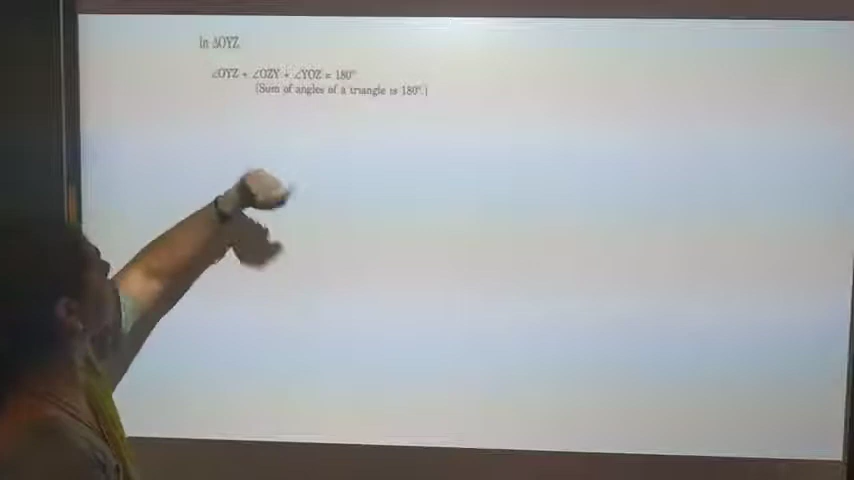 In ΔOYZ
∠OYZ + ∠OZY + ∠YOZ = 180°
(Sum of angles of a triangle is 180°.)